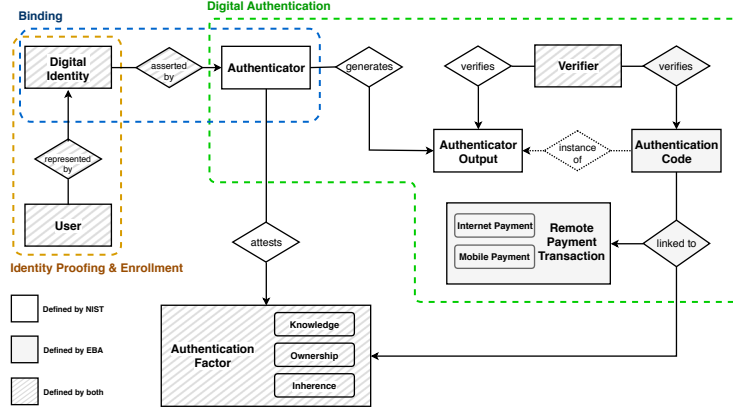 Digital Authentication
Binding
Digital
Identity
asserted
by
Authenticator
generates
verifies
Verifier
verifies
represented
by
Authenticator
Output
instance
of
Authentication
Code
User
Internet Payment
Mobile Payment
Remote
Payment
Transaction
linked to
attests
Identity Proofing & Enrollment
Defined by NIST
Defined by EBA
Defined by both
Authentication
Factor
Knowledge
Ownership
Inherence